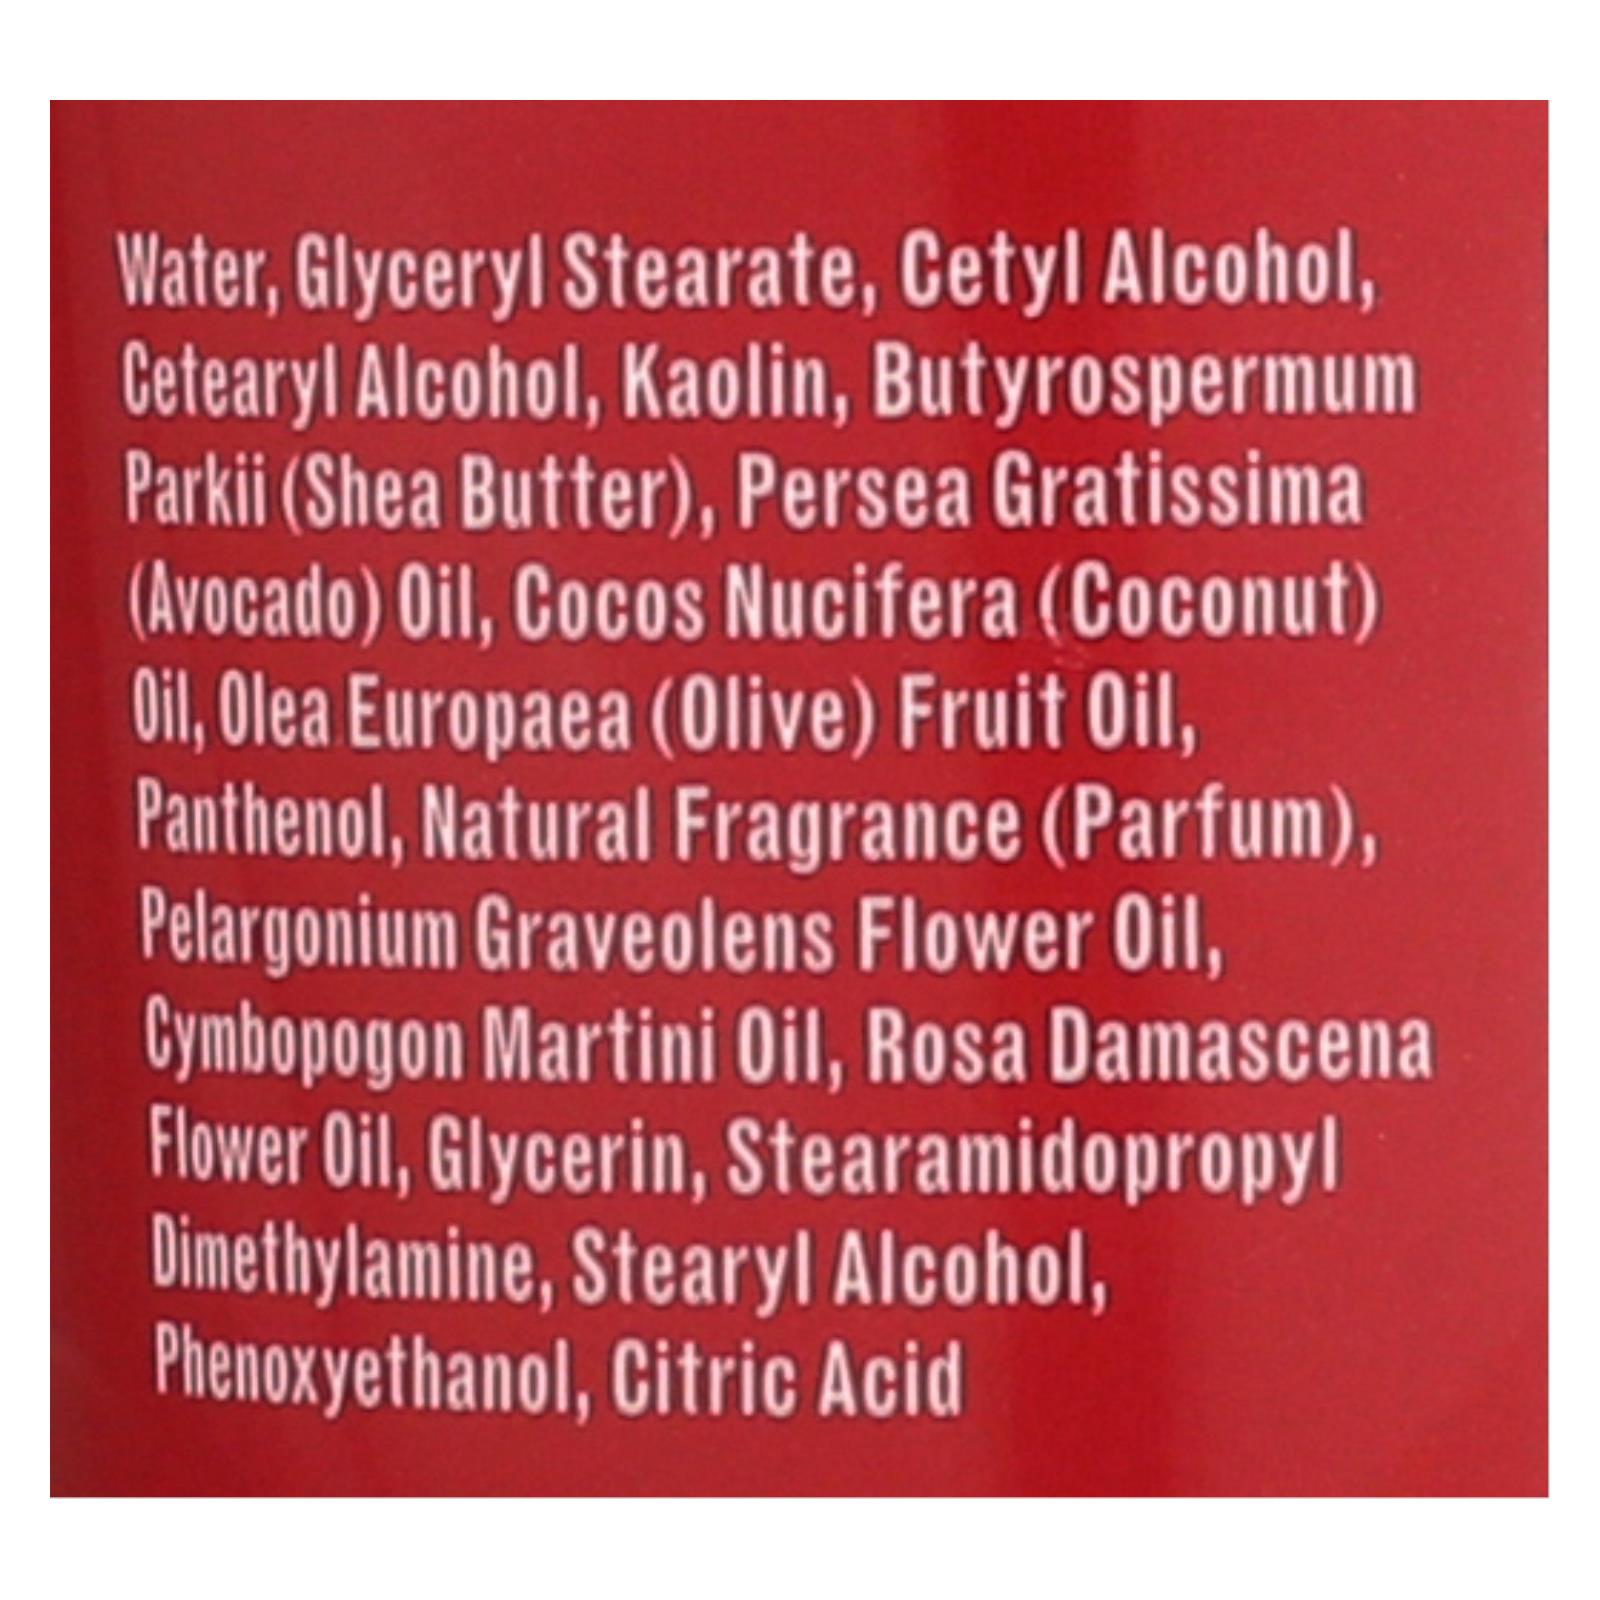 Water, Glyceryl Stearate, Cetyl Alcohol,
Cetearyl Alcohol, Kaolin, Butyrospermum
Parkii (Shea Butter), Persea Gratissima
(Avocado) Oil, Cocos Nucifera (Coconut)
Oil, Olea Europaea (Olive) Fruit Oil,
Panthenol, Natural Fragrance (Parfum),
Pelargonium Graveolens Flower Oil,
Cymbopogon Martini Oil, Rosa Damascena
Flower Oil, Glycerin, Stearamidopropyl
Dimethylamine, Stearyl Alcohol,
Phenoxyethanol, Citric Acid